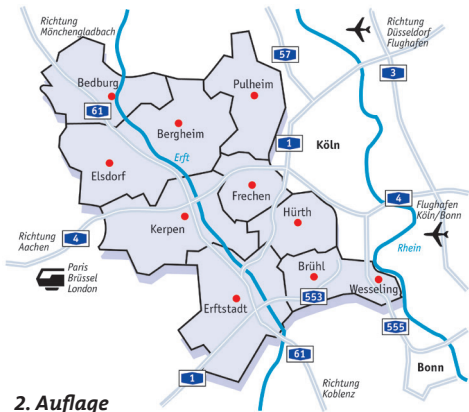 Richtung
Mönchengladbach
Richtung
Düsseldorf
Flughafen
57
3
Bedburg
Pulheim
61
Bergheim
1
Köln
Erft
Elsdorf
Frechen
4
Flughafen
Köln/Bonn
Hürth
Kerpen
Richtung
Aachen
4
Rhein
Paris
Brüssel
London
Brühl
Wesseling
Erftstadt
553
555
61
Bonn
1
Richtung
Koblenz
2. Auflage